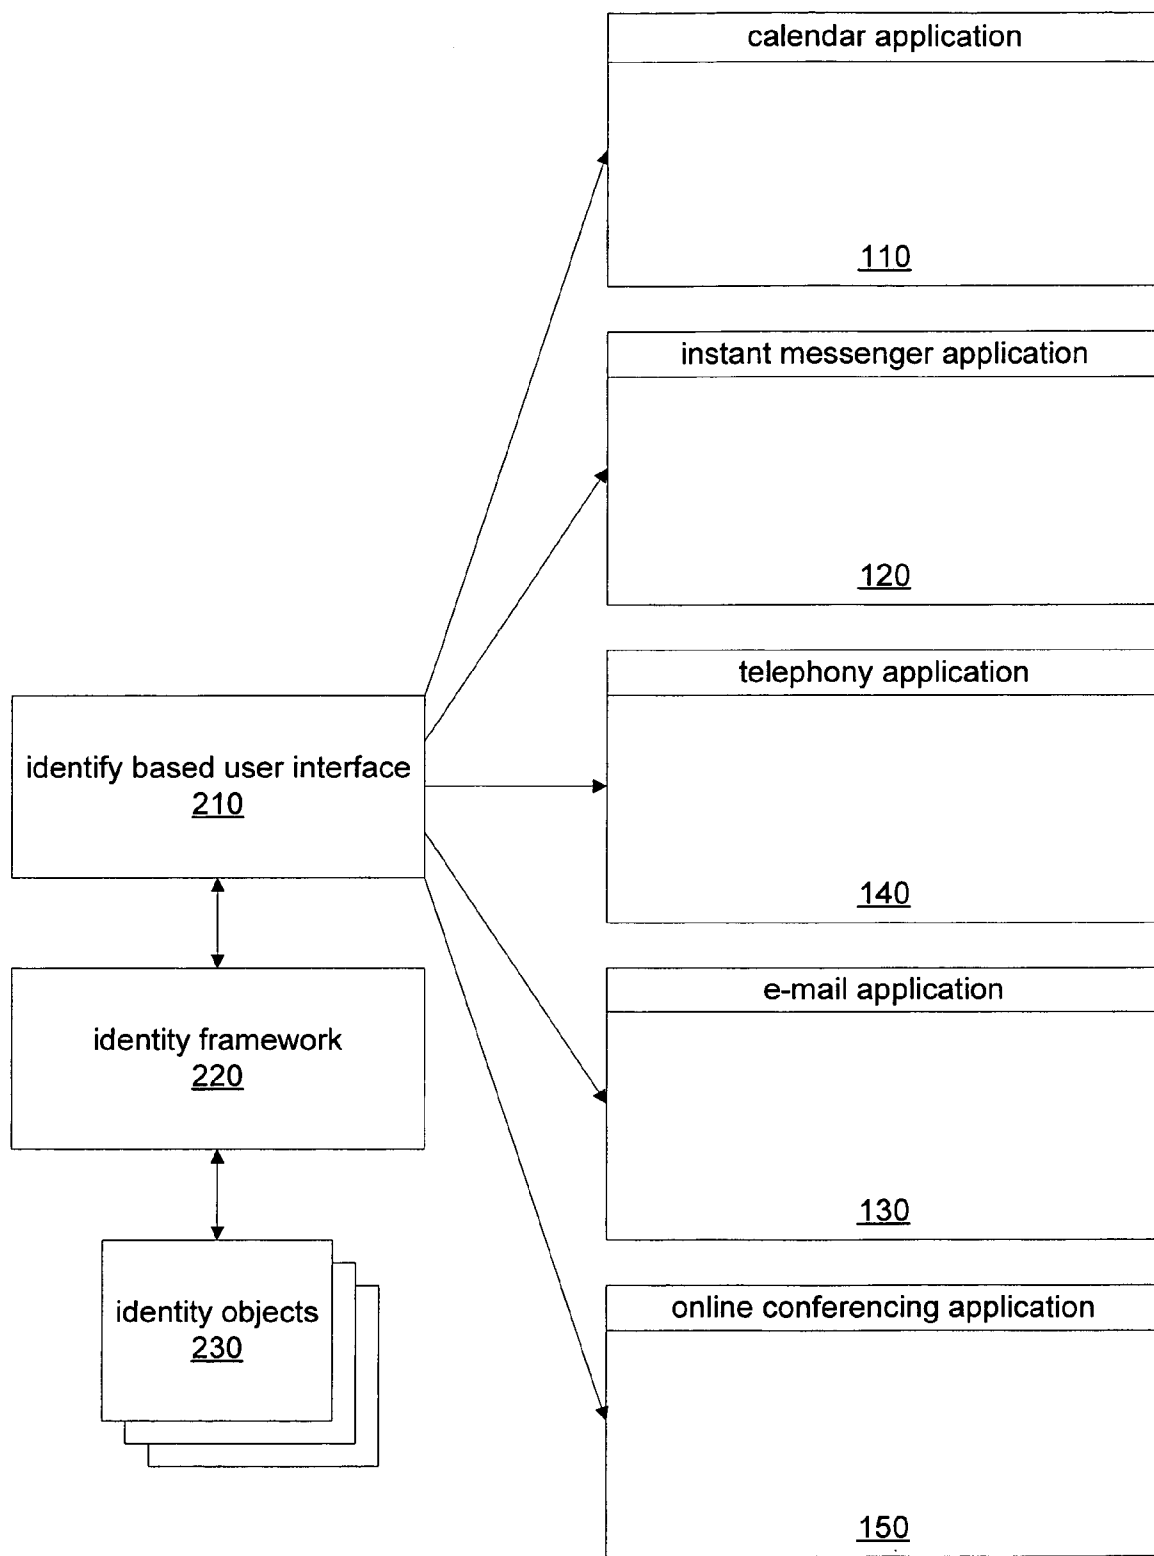 calendar application
110
instant messenger application
120
telephony application
140
identify based user interface
210
identity framework
220
identity objects
230
e-mail application
130
online conferencing application
150